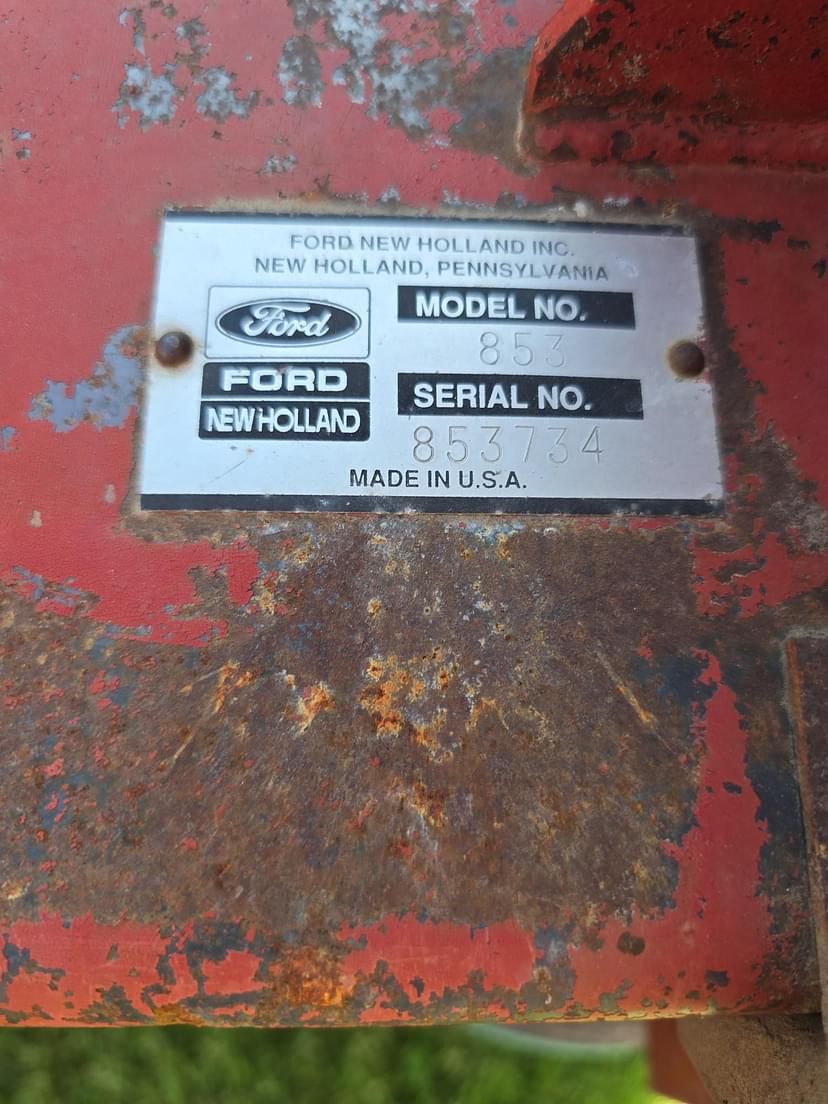 FORD NEW HOLLAND INC.
NEW HOLLAND, PENNSYLVANIA
Ford
FORD
NEW HOLLAND
MODEL NO.
853
SERIAL NO.
853734
MADE IN U.S.A.